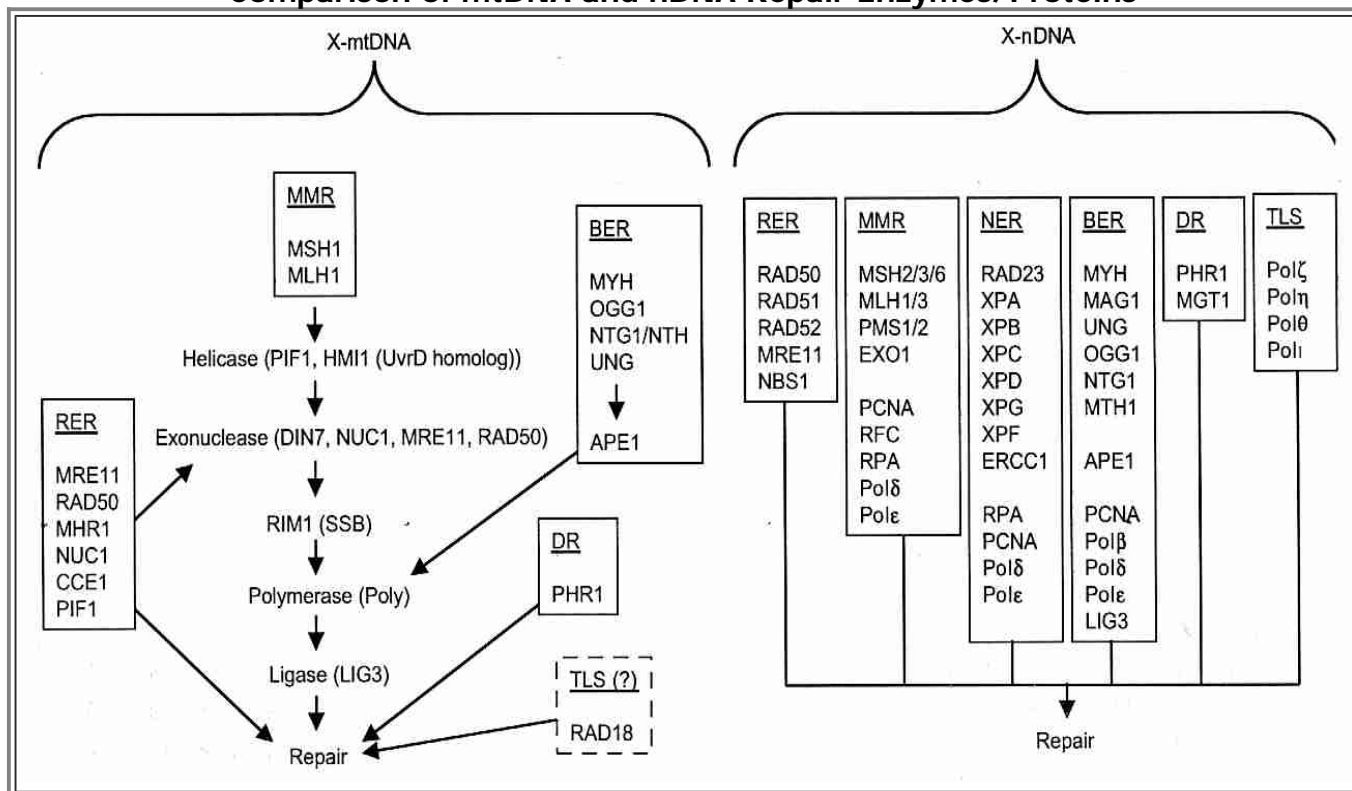 comparison of mtDNA and nDNA Repair Enzymes/Proteins
X-mtDNA
MMR
MSH1
MLH1
Helicase (PIF1, HMI1 (UvrD homolog))
Exonuclease (DIN7, NUC1, MRE11, RAD50)
RIM1 (SSB)
Polymerase (Poly)
Ligase (LIG3)
Repair
RER
MRE11
RAD50
MHR1
NUC1
CCE1
PIF1
BER
MYH
OGG1
NTG1/NTH
UNG
APE1
DR
PHR1
TLS (?)
RAD18
X-nDNA
RER
RAD50
RAD51
RAD52
MRE11
NBS1
MMR
MSH2/3/6
MLH1/3
PMS1/2
EXO1
PCNA
RFC
RPA
Polδ
Polε
NER
RAD23
XPA
XPB
XPC
XPD
XPG
XPF
ERCC1
RPA
PCNA
Polδ
Polε
BER
MYH
MAG1
UNG
OGG1
NTG1
MTH1
APE1
PCNA
Polβ
Polδ
Polε
LIG3
DR
PHR1
MGT1
TLS
Polζ
Polη
Polθ
Polι
Repair